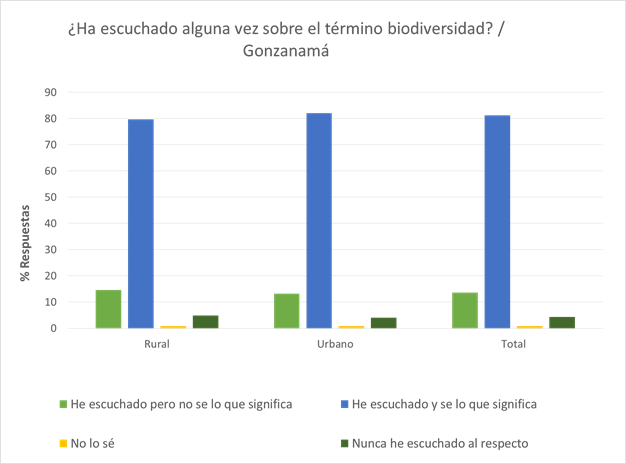 ¿Ha escuchado alguna vez sobre el término biodiversidad? /
Gonzanamá
90
80
70
60
50
40
30
20
10
0
% Respuestas
Rural
Urbano
Total
He escuchado pero no se lo que significa
He escuchado y se lo que significa
No lo sé
Nunca he escuchado al respecto